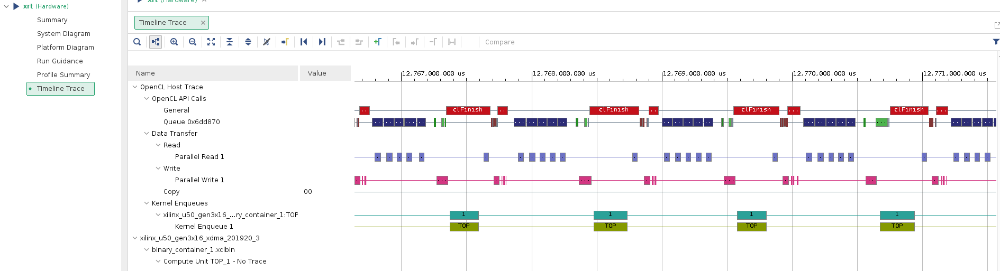 xrt (Hardware)
xrt (Hardware)
Summary
System Diagram
Platform Diagram
Run Guidance
Profile Summary
Timeline Trace
Timeline Trace
Compare
Name Value
12,767,000.000 us 12,768,000.000 us 12,769,000.000 us 12,770,000.000 us 12,771,000.000 us
OpenCL Host Trace
OpenCL API Calls
General .. clFinish .. clFinish .. clFinish ... clFinish ...
Queue 0x6dd870
Data Transfer
Read
Parallel Read 1
Write
Parallel Write 1
Copy 00
Kernel Enqueues
xilinx_u50_gen3x16_...ry_container_1:TOP 1 1 1 1
Kernel Enqueue 1 TOP TOP TOP TOP
xilinx_u50_gen3x16_xdma_201920_3
binary_container_1.xclbin
Compute Unit TOP_1 - No Trace